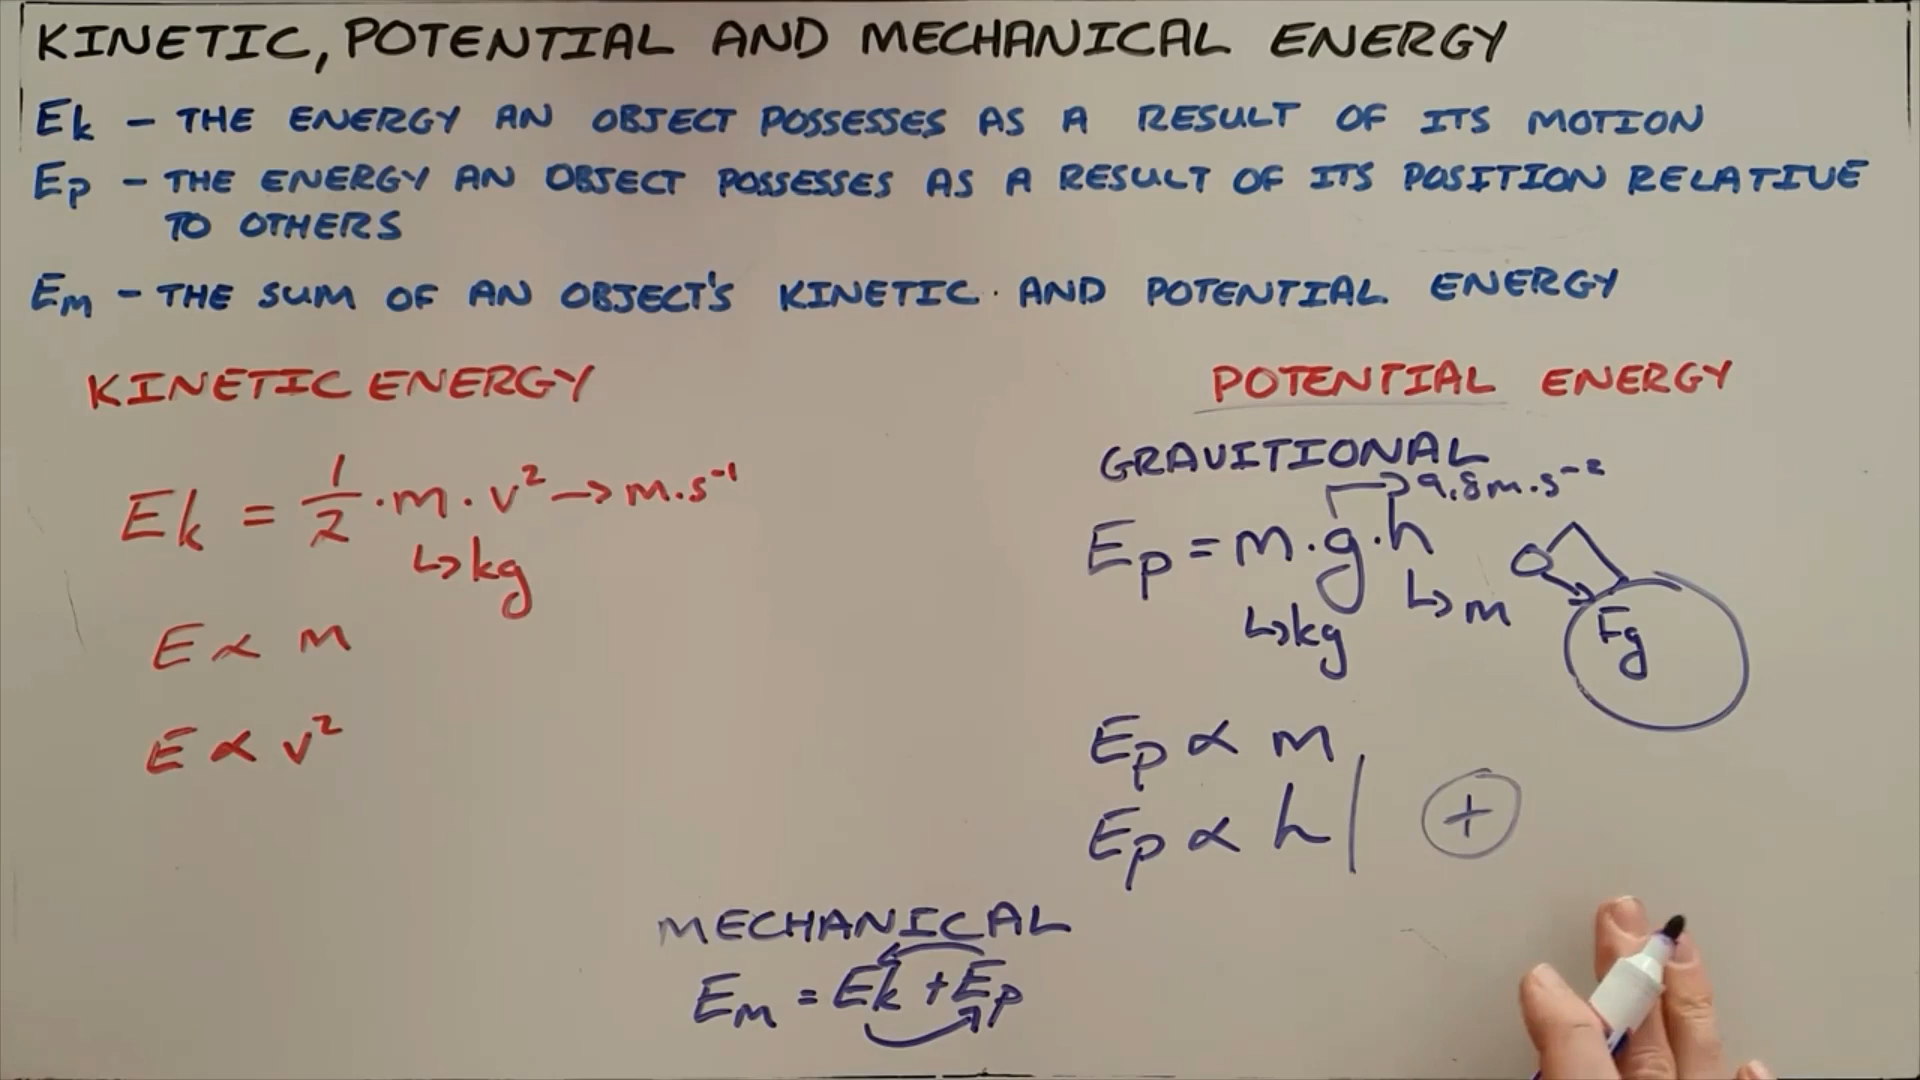 KINETIC, POTENTIAL AND MECHANICAL ENERGY
Ek – THE ENERGY AN OBJECT POSSESSES AS A RESULT OF ITS MOTION
Ep – THE ENERGY AN OBJECT POSSESSES AS A RESULT OF ITS POSITION RELATIVE
TO OTHERS
Em – THE SUM OF AN OBJECT'S KINETIC AND POTENTIAL ENERGY
KINETIC ENERGY
Ek = 1/2 · m · v² → m.s⁻¹
↳ kg
E ∝ m
E ∝ v²
POTENTIAL ENERGY
GRAVITIONAL
→ 9.8m.s⁻²
Ep = m · g · h
↳ m
↳ kg
Fg
Ep ∝ m
Ep ∝ h | +
MECHANICAL
Em = Ek + Ep